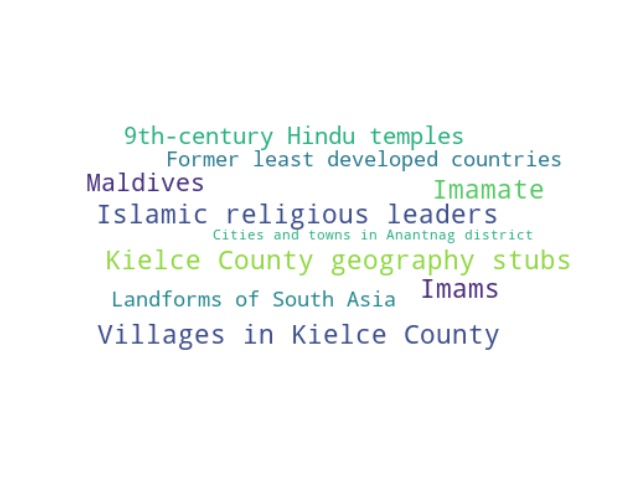 9th-century Hindu temples
Former least developed countries
Maldives
Imamate
Islamic religious leaders
Cities and towns in Anantnag district
Kielce County geography stubs
Imams
Landforms of South Asia
Villages in Kielce County